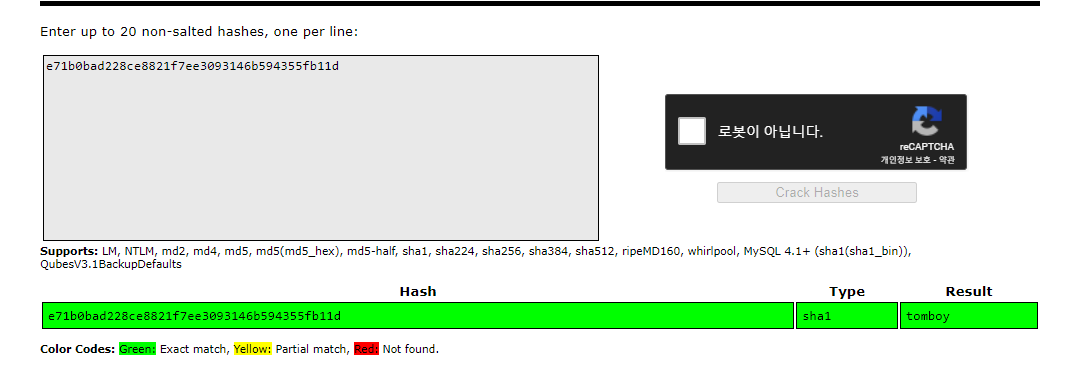 Enter up to 20 non-salted hashes, one per line:
e71b0bad228ce8821f7ee3093146b594355fb11d
로봇이 아닙니다.
reCAPTCHA
개인정보 보호 - 약관
Crack Hashes
Supports: LM, NTLM, md2, md4, md5, md5(md5_hex), md5-half, sha1, sha224, sha256, sha384, sha512, ripeMD160, whirlpool, MySQL 4.1+ (sha1(sha1_bin)),
QubesV3.1BackupDefaults
Hash Type Result
e71b0bad228ce8821f7ee3093146b594355fb11d sha1 tomboy
Color Codes: Green: Exact match, Yellow: Partial match, Red: Not found.